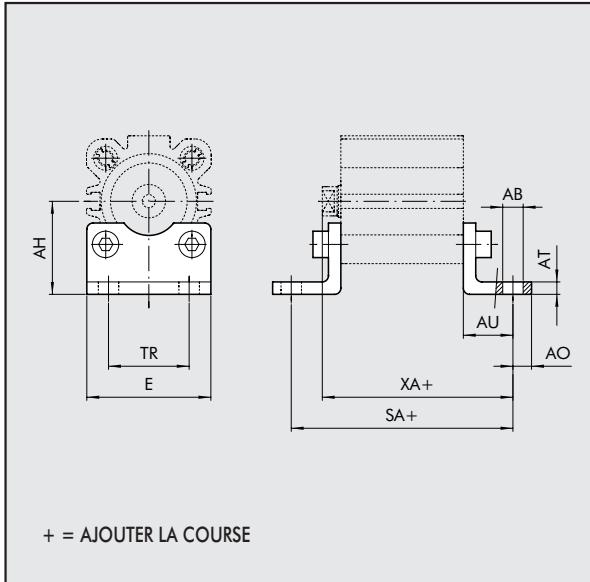 AH
TR
E
AB
AT
AU
AO
XA+
SA+
+ = AJOUTER LA COURSE